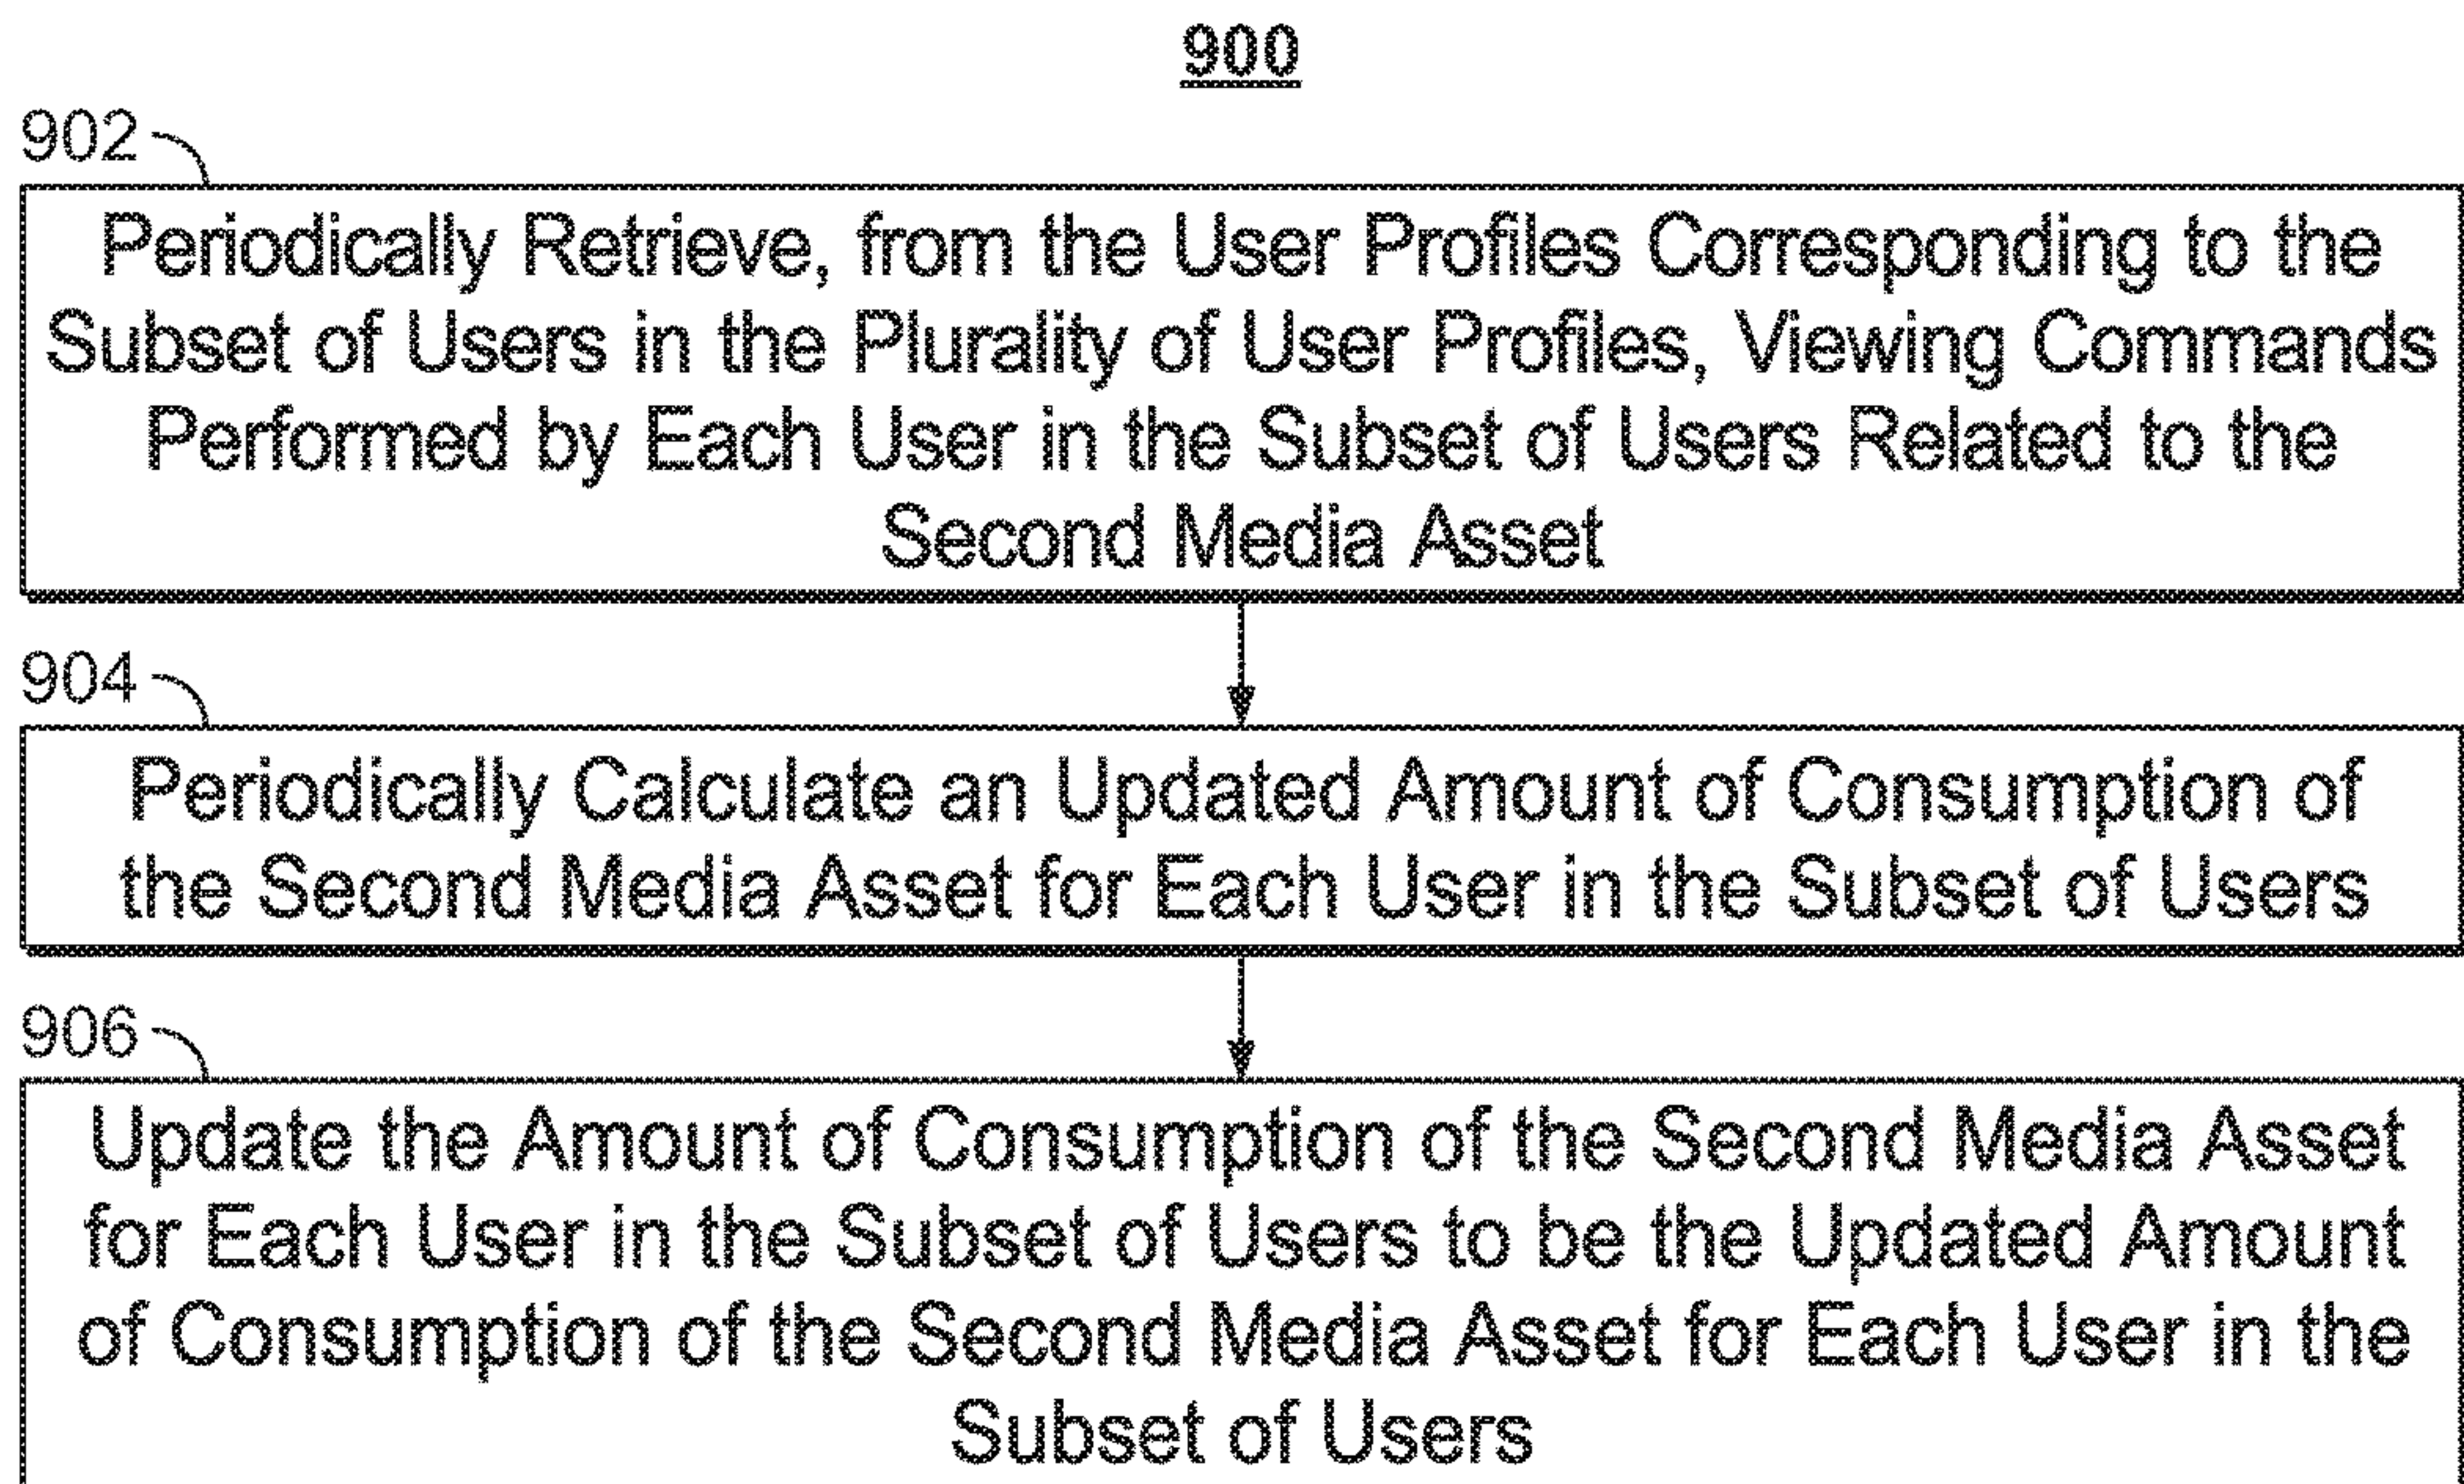 900
902
Periodically Retrieve, from the User Profiles Corresponding to the
Subset of Users in the Plurality of User Profiles, Viewing Commands
Performed by Each User in the Subset of Users Related to the
Second Media Asset
904
Periodically Calculate an Updated Amount of Consumption of
the Second Media Asset for Each User in the Subset of Users
906
Update the Amount of Consumption of the Second Media Asset
for Each User in the Subset of Users to be the Updated Amount
of Consumption of the Second Media Asset for Each User in the
Subset of Users